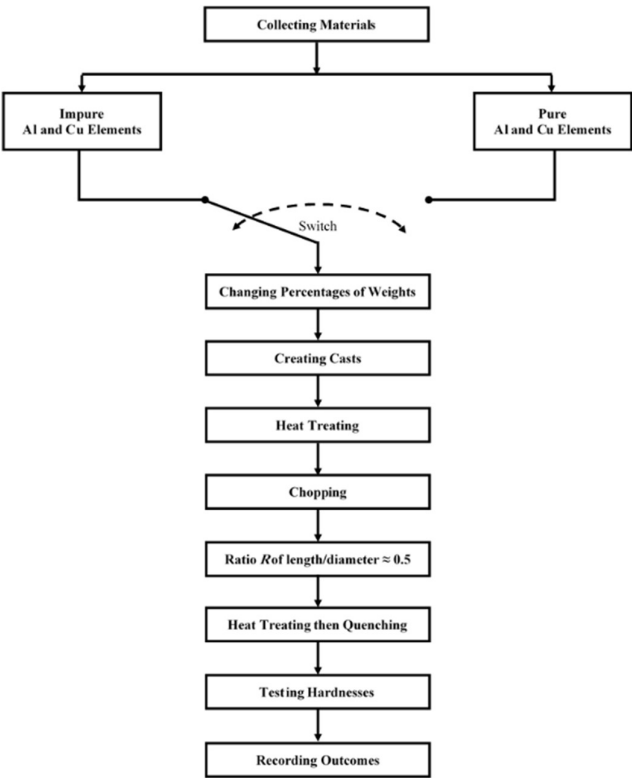 Collecting Materials
Impure
Al and Cu Elements
Pure
Al and Cu Elements
Switch
Changing Percentages of Weights
Creating Casts
Heat Treating
Chopping
Ratio R of length/diameter ≈ 0.5
Heat Treating then Quenching
Testing Hardnesses
Recording Outcomes